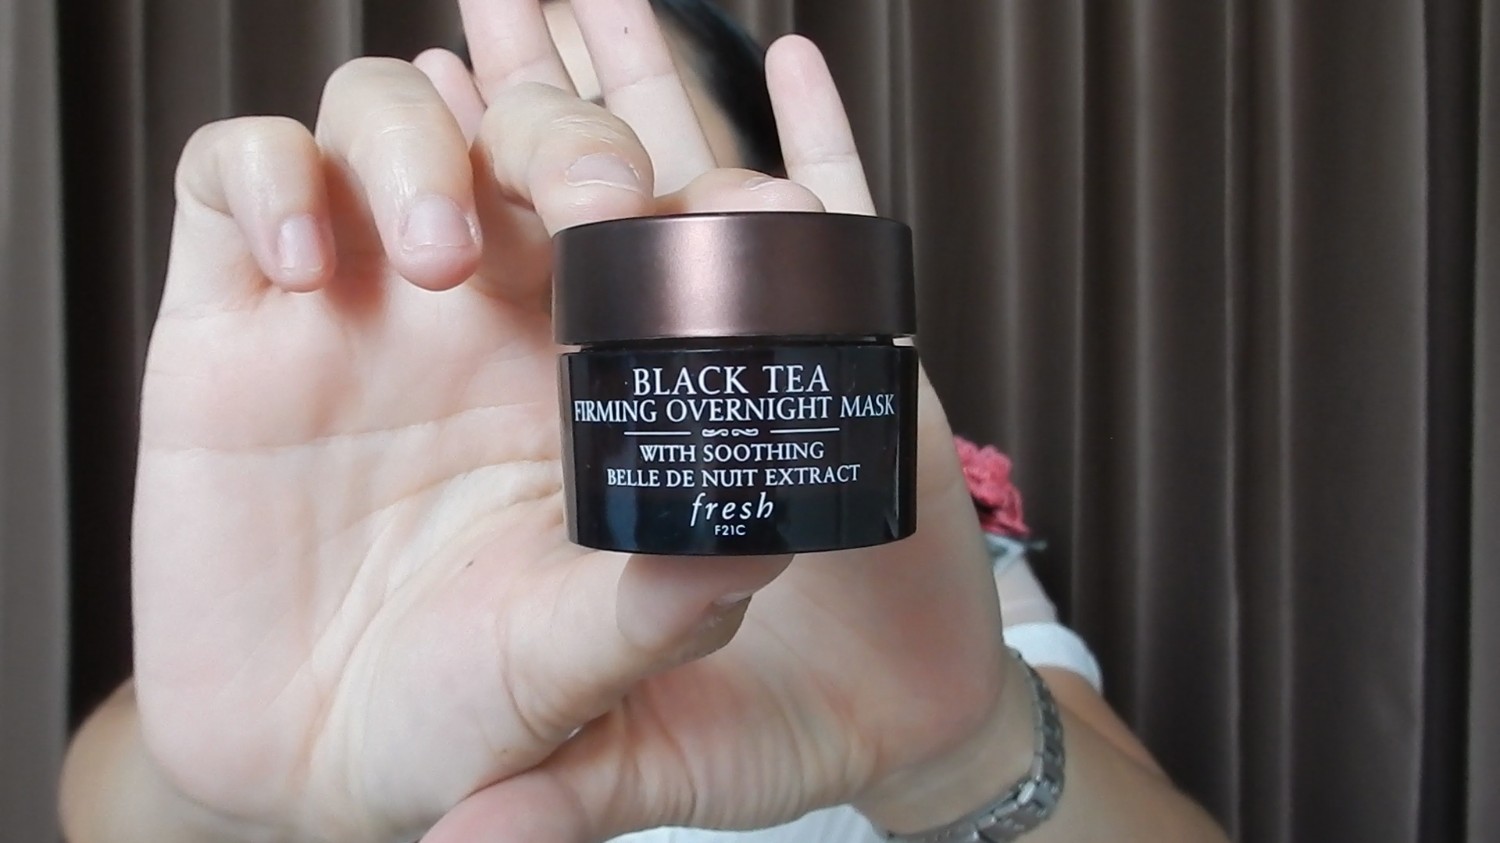 BLACK TEA
FIRMING OVERNIGHT MASK
WITH SOOTHING
BELLE DE NUIT EXTRACT
fresh
F21C